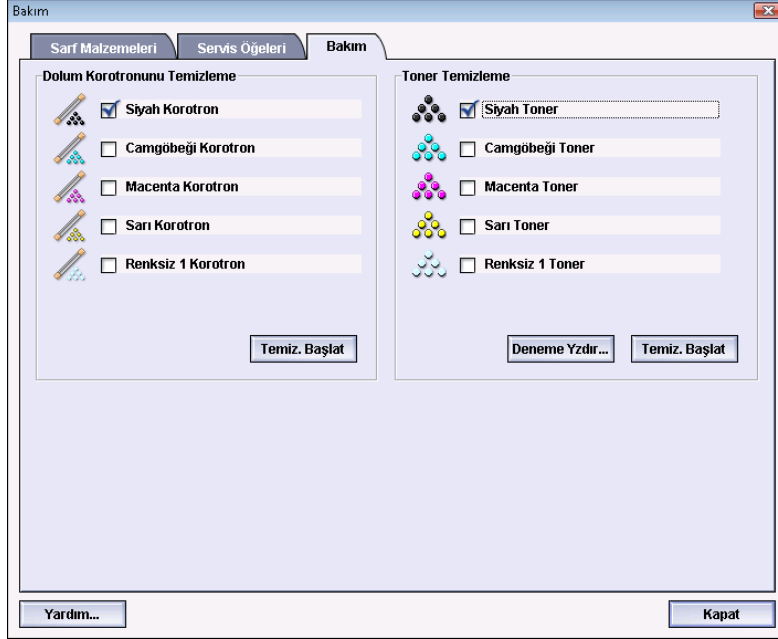 Bakım
Sarf Malzemeleri Servis Öğeleri Bakım
Dolum Korotronunu Temizleme
Siyah Korotron
Camgöbeği Korotron
Macenta Korotron
Sarı Korotron
Renksiz 1 Korotron
Temiz. Başlat
Toner Temizleme
Siyah Toner
Camgöbeği Toner
Macenta Toner
Sarı Toner
Renksiz 1 Toner
Deneme Yzdır... Temiz. Başlat
Yardım... Kapat